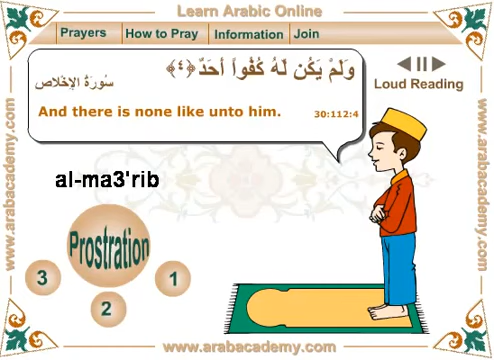 Learn Arabic Online
Prayers
How to Pray
Information
Join
وَلَمْ يَكُن لَّهُ كُفُواً أَحَدٌ ﴿٤﴾
سُورَةُ الإِخْلاص
And there is none like unto him.
30:112:4
Loud Reading
al-ma3'rib
Prostration
3
2
1
www.arabacademy.com
www.arabacademy.com
www.arabacademy.com